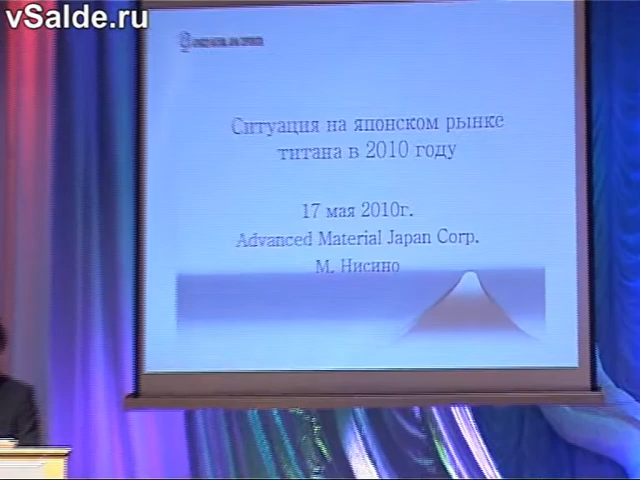 vSalde.ru
Ситуация на японском рынке
титана в 2010 году
17 мая 2010г.
Advanced Material Japan Corp.
М. Нисино